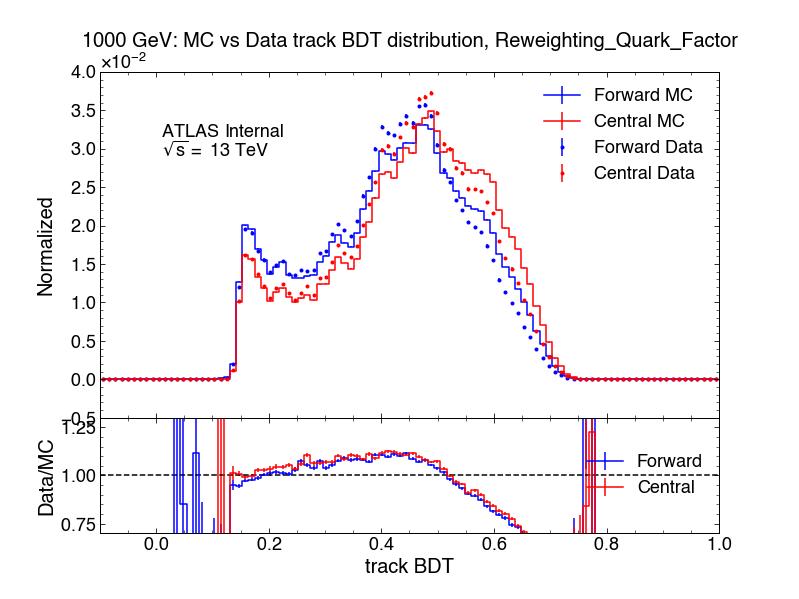 1000 GeV: MC vs Data track BDT distribution, Reweighting_Quark_Factor
×10⁻²
4.0
3.5
3.0
2.5
2.0
1.5
1.0
0.5
0.0
Normalized
ATLAS Internal
√s = 13 TeV
Forward MC
Central MC
Forward Data
Central Data
1.25
1.00
0.75
Data/MC
Forward
Central
0.0 0.2 0.4 0.6 0.8 1.0
track BDT